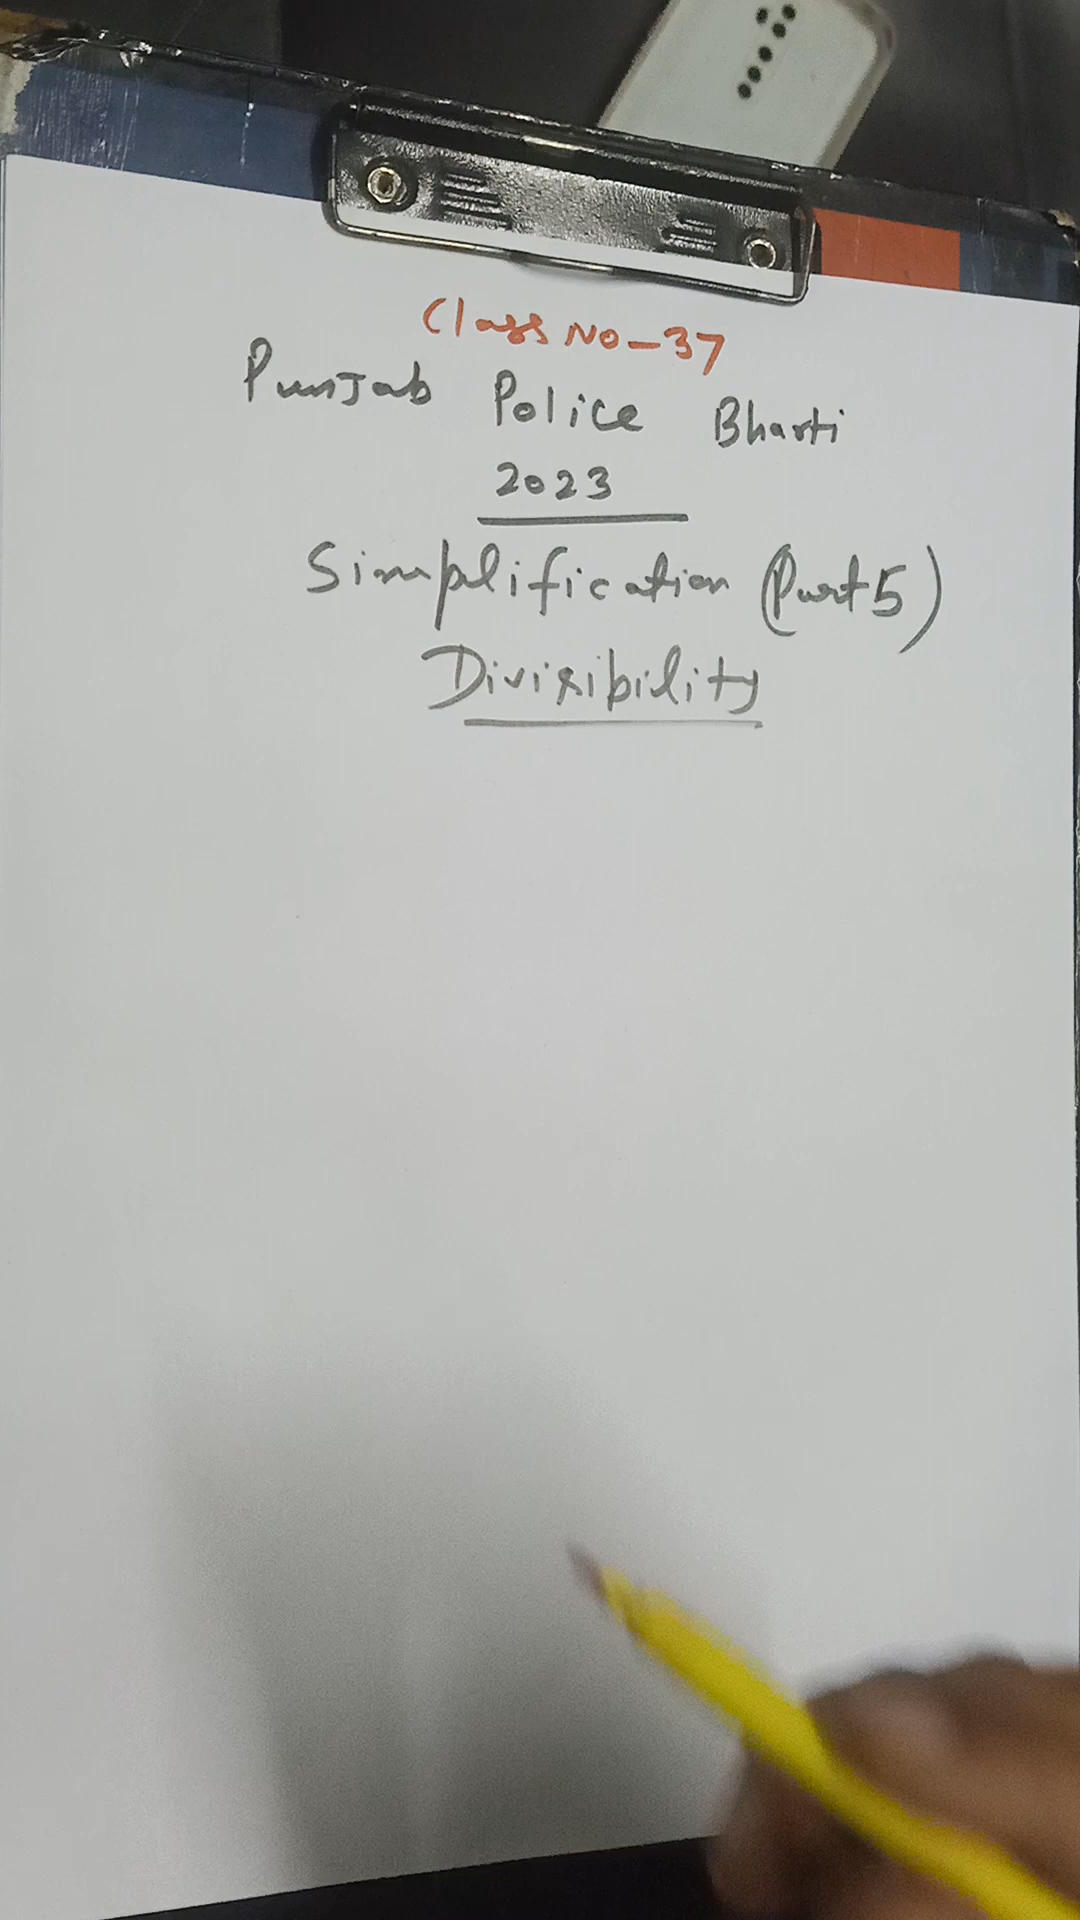 Class No-37
Punjab Police Bharti
2023
Simplification (Part 5)
Divisibility